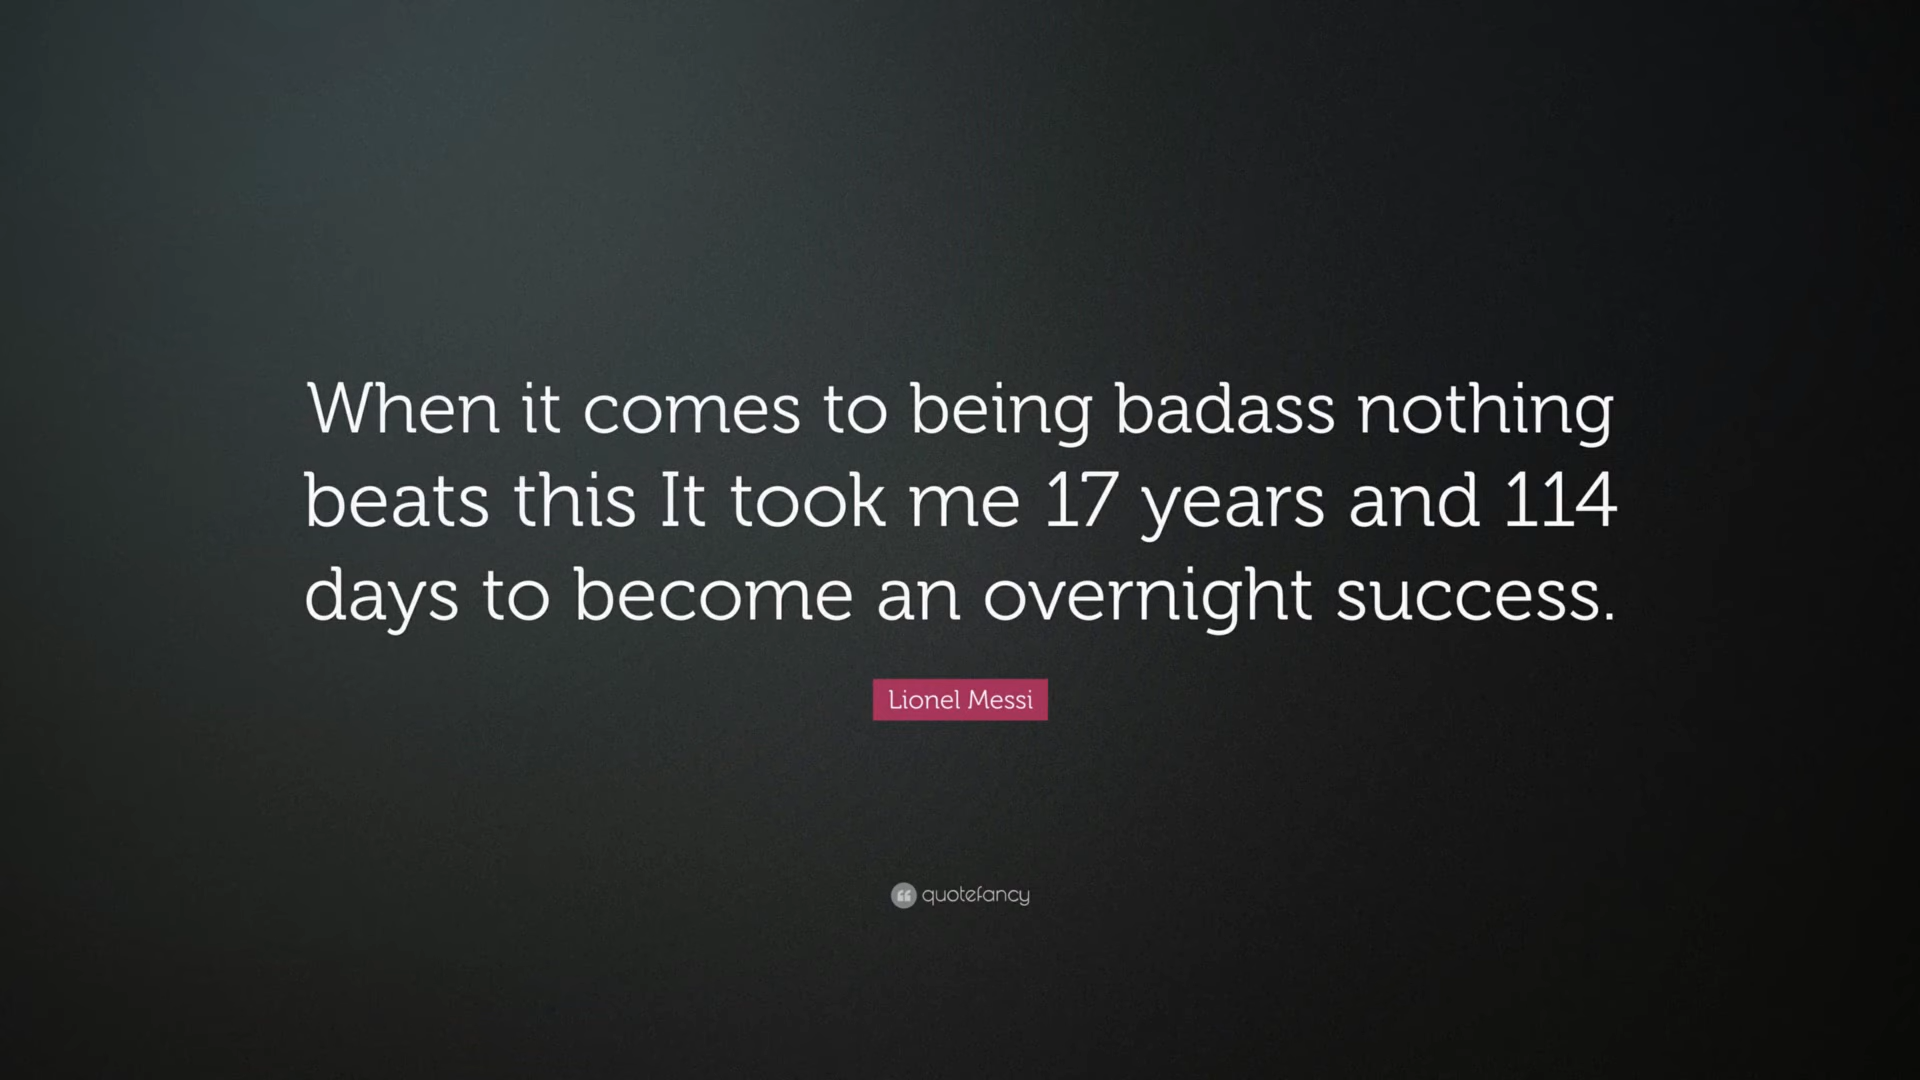 When it comes to being badass nothing
beats this It took me 17 years and 114
days to become an overnight success.
Lionel Messi
quotefancy